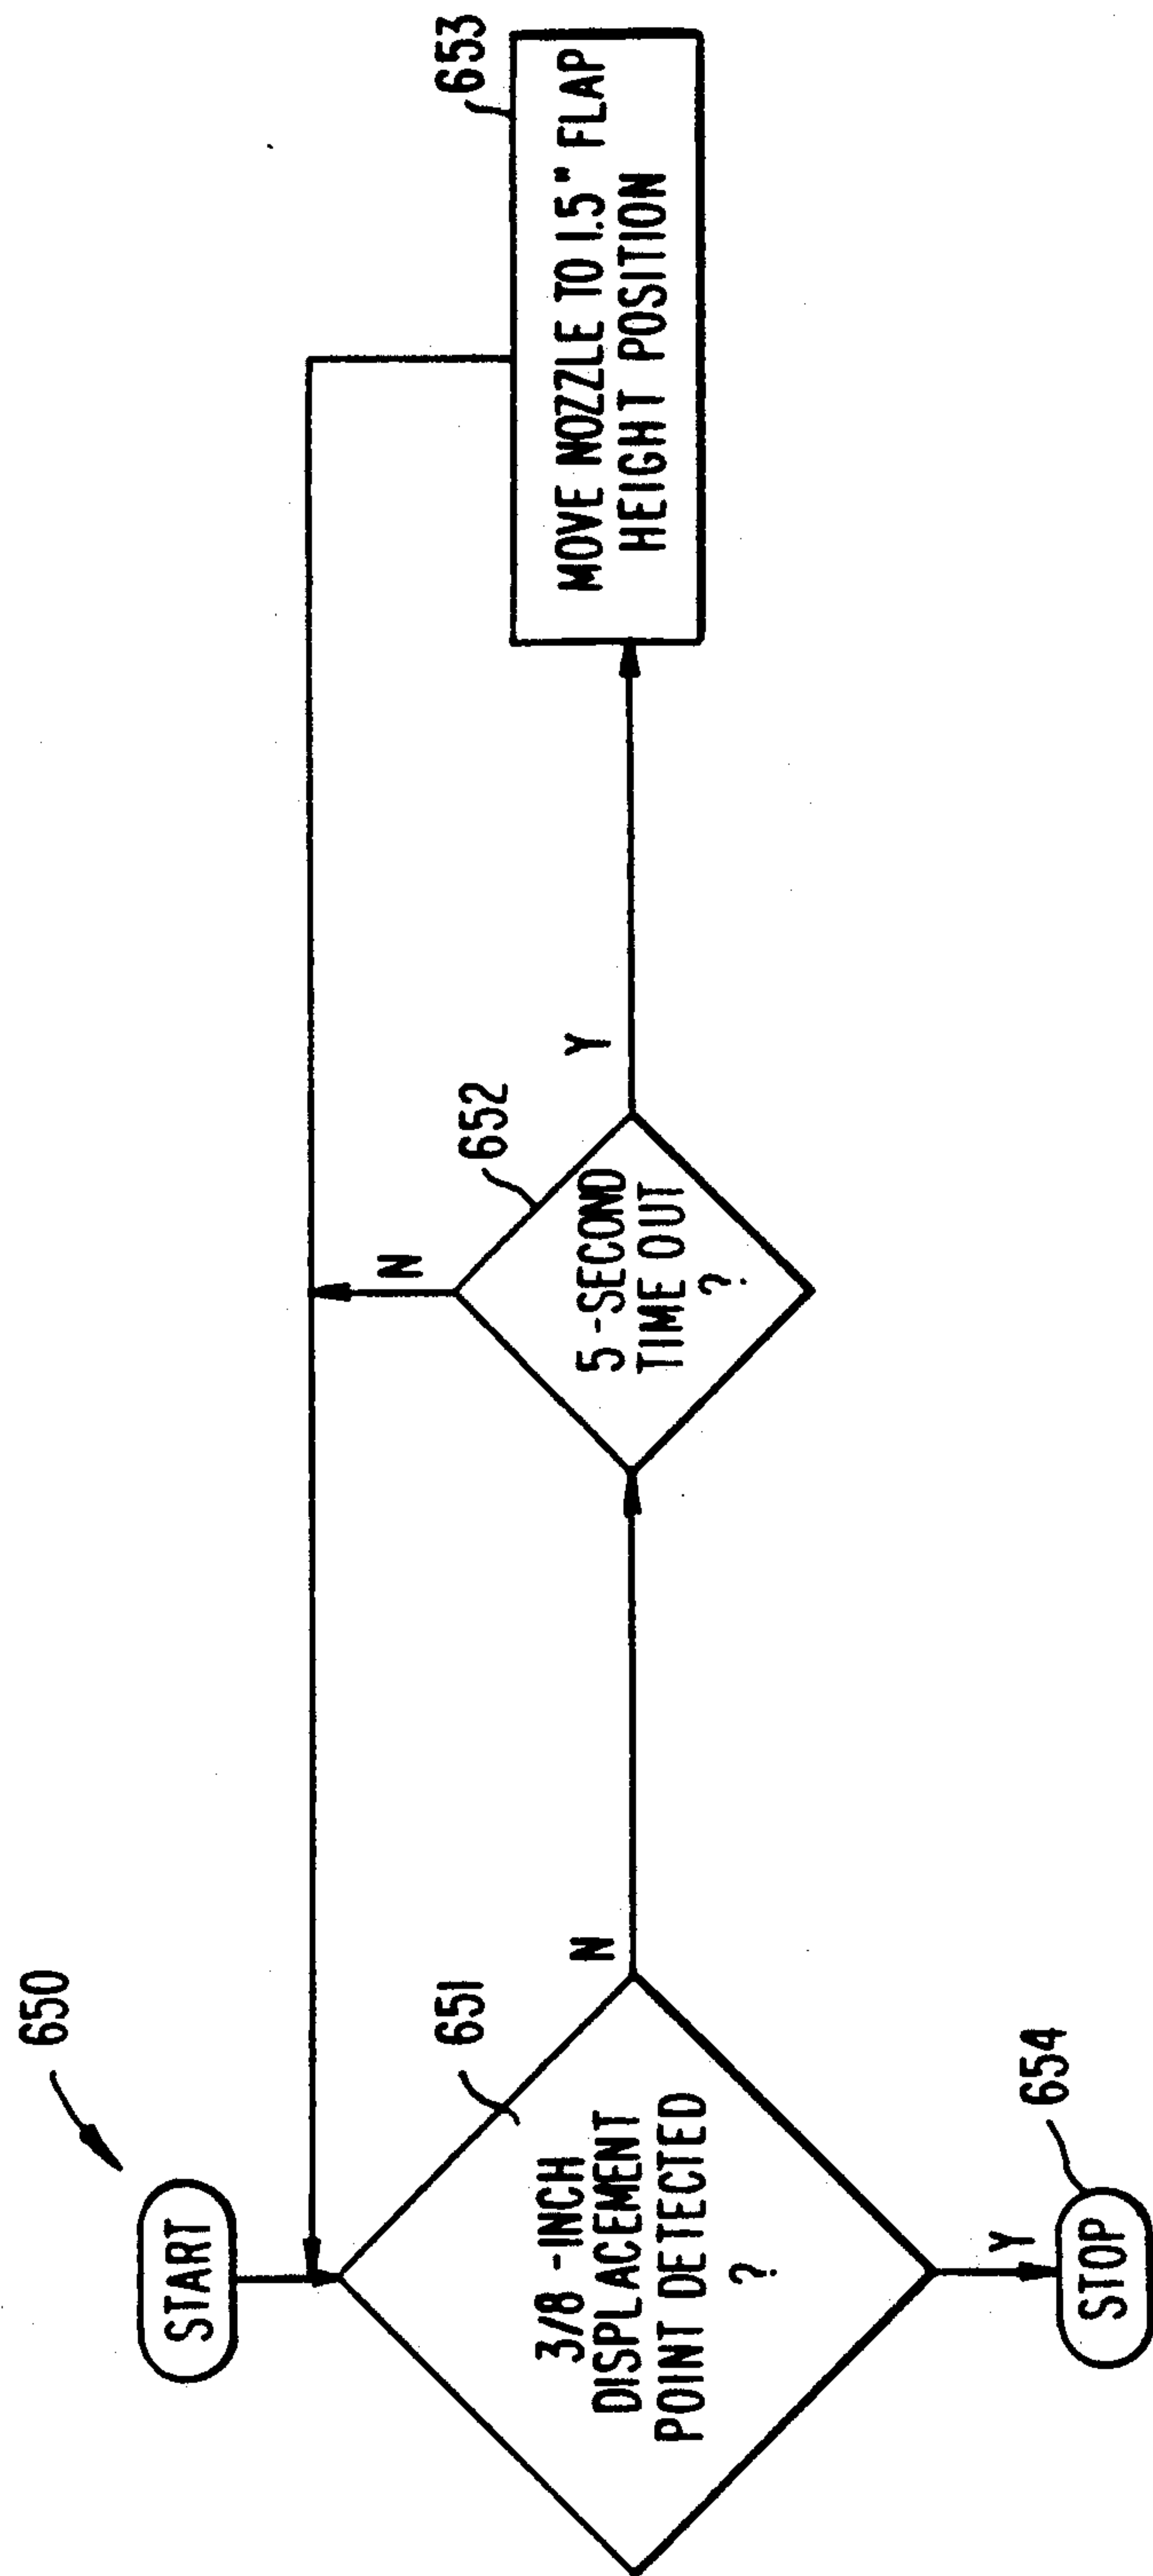 650
START
651
3/8-INCH
DISPLACEMENT
POINT DETECTED
?
N
Y
STOP
654
652
5-SECOND
TIME OUT
?
N
Y
653
MOVE NOZZLE TO 1.5" FLAP
HEIGHT POSITION